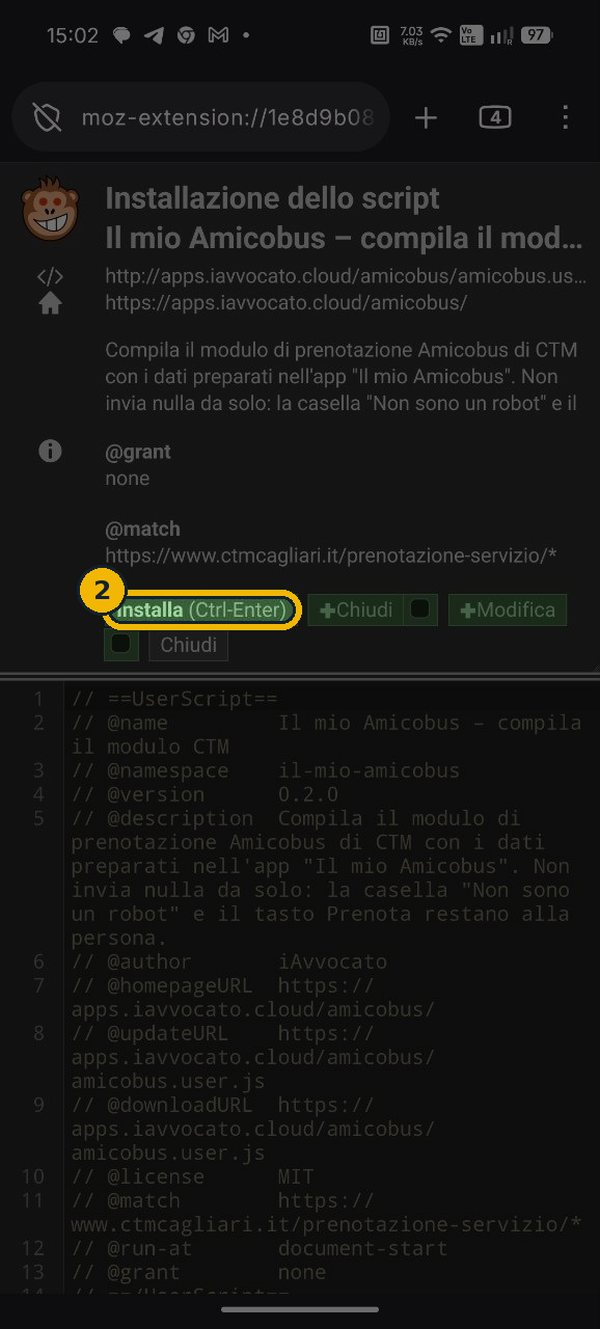 15:02
7.03 KB/s
Vo LTE
R
97
moz-extension://1e8d9b08
4
Installazione dello script
Il mio Amicobus – compila il mod…
http://apps.iavvocato.cloud/amicobus/amicobus.us…
https://apps.iavvocato.cloud/amicobus/
Compila il modulo di prenotazione Amicobus di CTM
con i dati preparati nell'app "Il mio Amicobus". Non
invia nulla da solo: la casella "Non sono un robot" e il
@grant
none
@match
https://www.ctmcagliari.it/prenotazione-servizio/*
2
Installa (Ctrl-Enter)
+Chiudi
+Modifica
Chiudi
1 // ==UserScript==
2 // @name Il mio Amicobus – compila
il modulo CTM
3 // @namespace il-mio-amicobus
4 // @version 0.2.0
5 // @description Compila il modulo di
prenotazione Amicobus di CTM con i dati
preparati nell'app "Il mio Amicobus". Non
invia nulla da solo: la casella "Non sono
un robot" e il tasto Prenota restano alla
persona.
6 // @author iAvvocato
7 // @homepageURL https://
apps.iavvocato.cloud/amicobus/
8 // @updateURL https://
apps.iavvocato.cloud/amicobus/
amicobus.user.js
9 // @downloadURL https://
apps.iavvocato.cloud/amicobus/
amicobus.user.js
10 // @license MIT
11 // @match https://
www.ctmcagliari.it/prenotazione-servizio/*
12 // @run-at document-start
13 // @grant none
14 // ==/UserScript==